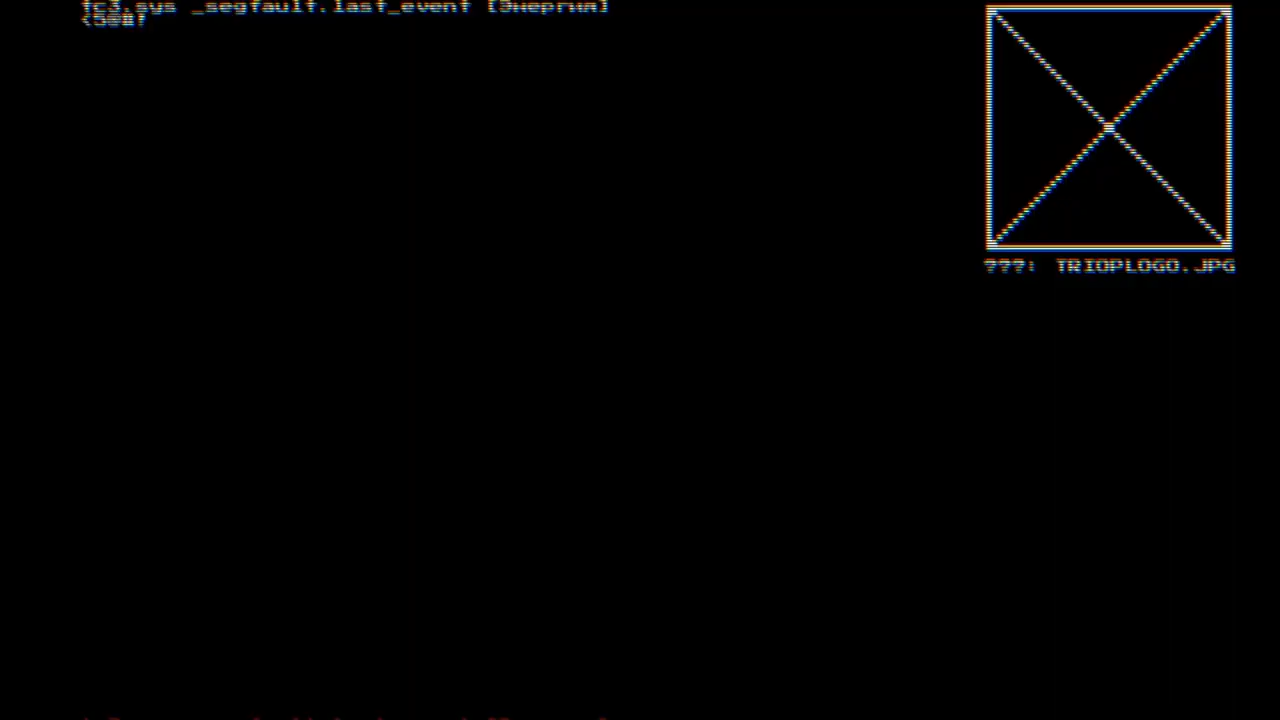 fc3.sys _segfault.last_event [Энергия]
???: TRIOPLOGO.JPG